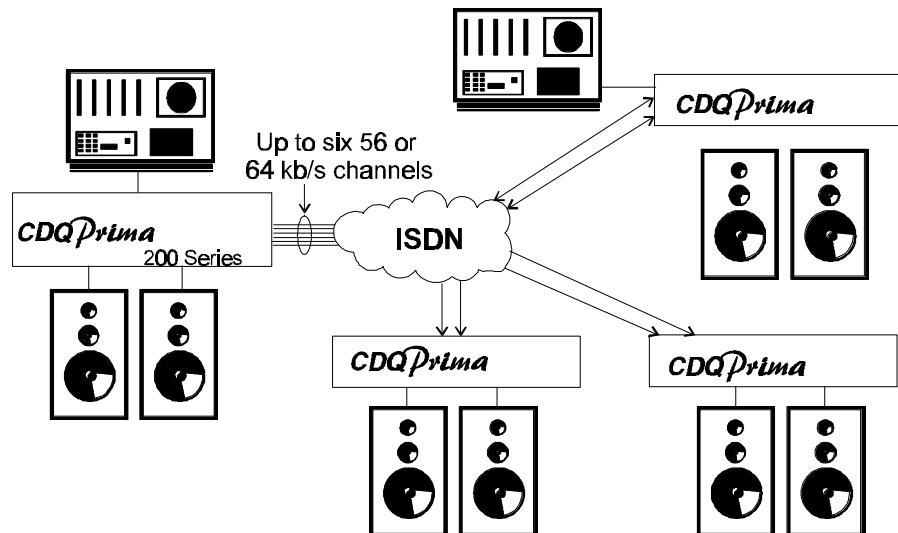 CDQPrima
Up to six 56 or
64 kb/s channels
CDQPrima
200 Series
ISDN
CDQPrima
CDQPrima